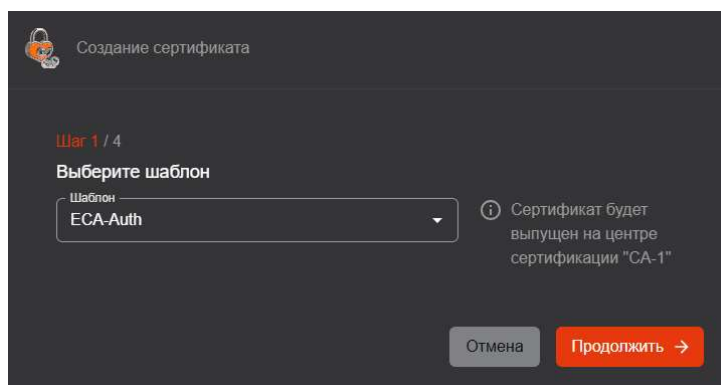 Создание сертификата
Шаг 1 / 4
Выберите шаблон
Шаблон
ECA-Auth
Сертификат будет
выпущен на центре
сертификации "CA-1"
Отмена
Продолжить →